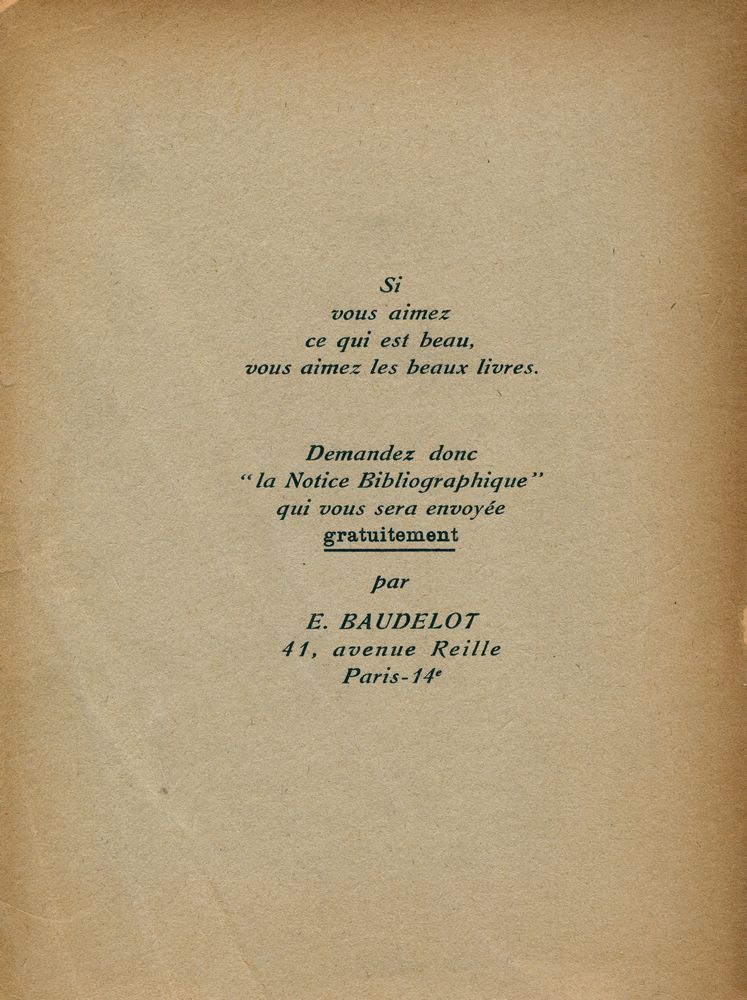 Si
vous aimez
ce qui est beau,
vous aimez les beaux livres.
Demandez donc
“la Notice Bibliographique”
qui vous sera envoyée
gratuitement
par
E. BAUDELOT
41, avenue Reille
Paris-14e